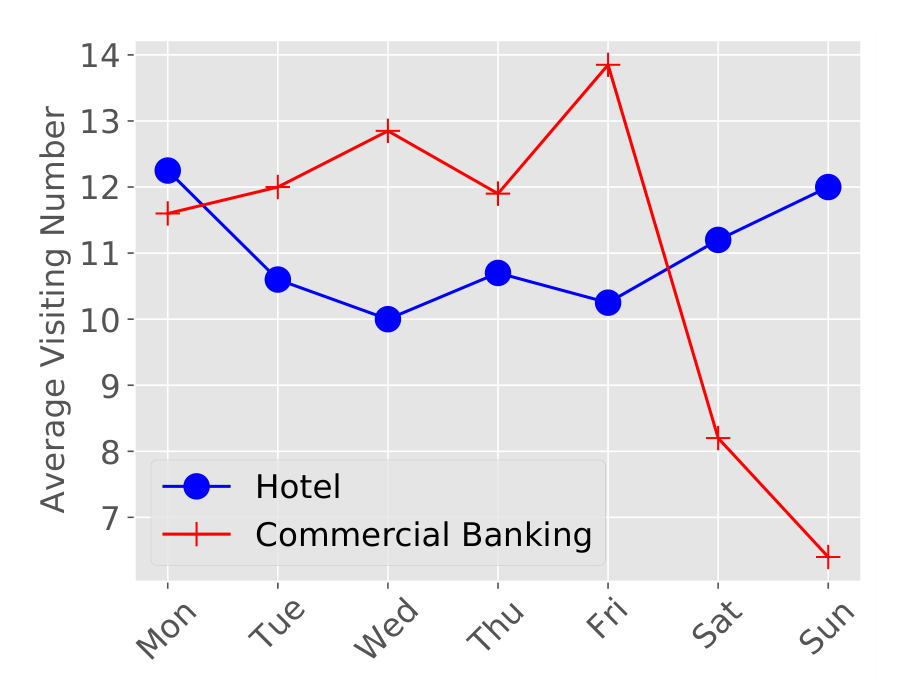 Average Visiting Number
14
13
12
11
10
9
8
7
Hotel
Commercial Banking
Mon
Tue
Wed
Thu
Fri
Sat
Sun